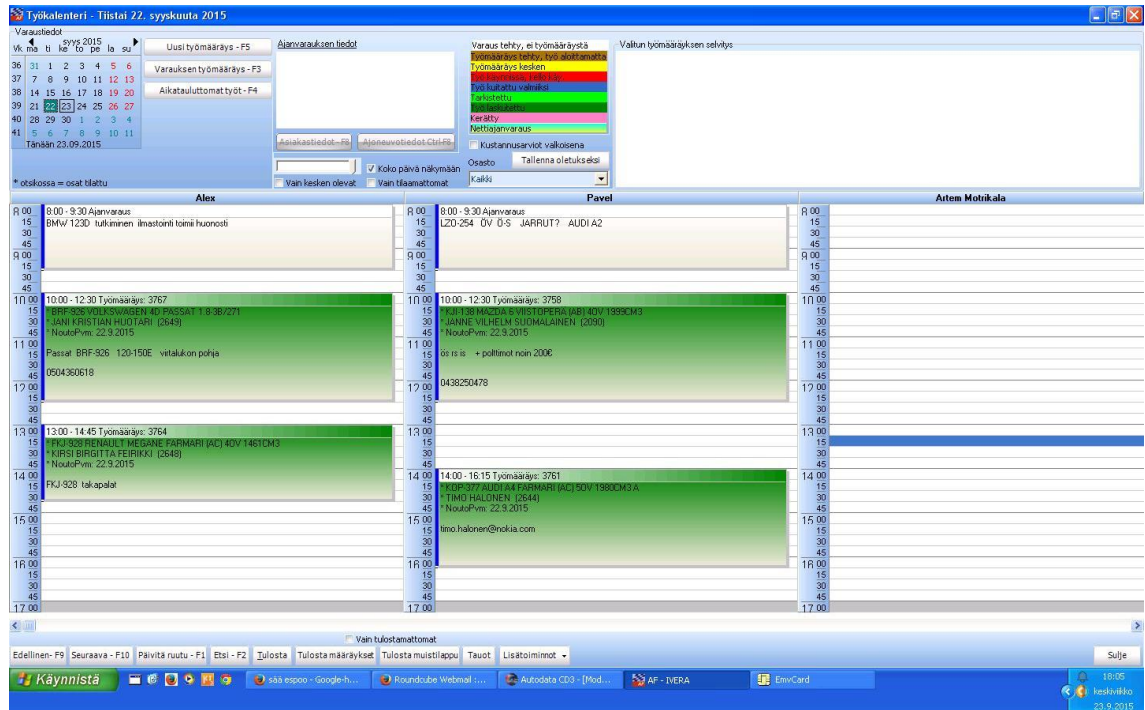 Työkalenteri - Tiistai 22. syyskuuta 2015
Varaustiedot
syys 2015
Vk ma ti ke to pe la su
36 31 1 2 3 4 5 6
37 7 8 9 10 11 12 13
38 14 15 16 17 18 19 20
39 21 22 23 24 25 26 27
40 28 29 30 1 2 3 4
41 5 6 7 8 9 10 11
Tänään 23.09.2015
* otsikossa = osat tilattu
Uusi työmääräys - F5
Varauksen työmääräys - F3
Aikatauluttomat työt - F4
Ajanvarauksen tiedot
Asiakastiedot - F8 Ajoneuvotiedot Ctrl-F8
Koko päivä näkymään
Vain kesken olevat Vain tilaamattomat
Varaus tehty, ei työmääräystä
Työmääräys tehty, työ aloittamatta
Työmääräys kesken
Työ käynnissä, kello käy
Työ kuitattu valmiiksi
Tarkistettu
Työ laskutettu
Kerätty
Nettiajanvaraus
Kustannusarviot valkoisena
Osasto Tallenna oletukseksi
Kaikki
Valitun työmääräyksen selvitys
Alex Pavel Artem Motrikala
8:00 - 9:30 Ajanvaraus
BMW 123D tutkiminen ilmastointi toimii huonosti
10:00 - 12:30 Työmääräys: 3767
* BRF-926 VOLKSWAGEN 4D PASSAT 1.8-3B/271
* JANI KRISTIAN HUOTARI (2649)
* NoutoPvm: 22.9.2015
Passat BRF-926 120-150E virtalukon pohja
0504360618
13:00 - 14:45 Työmääräys: 3764
* FKJ-928 RENAULT MEGANE FARMARI (AC) 40V 1461CM3
* KIRSI BIRGITTA FEIRIKKI (2648)
* NoutoPvm: 22.9.2015
FKJ-928 takapalat
8:00 - 9:30 Ajanvaraus
LZO-254 ÖV Ö-S JARRUT? AUDI A2
10:00 - 12:30 Työmääräys: 3758
* KJI-138 MAZDA 6 VIISTOPERÄ (AB) 40V 1999CM3
* JANNE VILHELM SUOMALAINEN (2090)
* NoutoPvm: 22.9.2015
ös rs is + polttimot noin 200€
0438250478
14:00 - 16:15 Työmääräys: 3761
* KOP-377 AUDI A4 FARMARI (AC) 50V 1980CM3 A
* TIMO HALONEN (2644)
* NoutoPvm: 22.9.2015
timo.halonen@nokia.com
Vain tulostamattomat
Edellinen- F9 Seuraava - F10 Päivitä ruutu - F1 Etsi - F2 Tulosta Tulosta määräykset Tulosta muistilappu Tauot Lisätoiminnot Sulje
Käynnistä sää espoo - Google-h... Roundcube Webmail :... Autodata CD3 - [Mod... AF - IVERA EmvCard
18:05
keskiviikko
23.9.2015